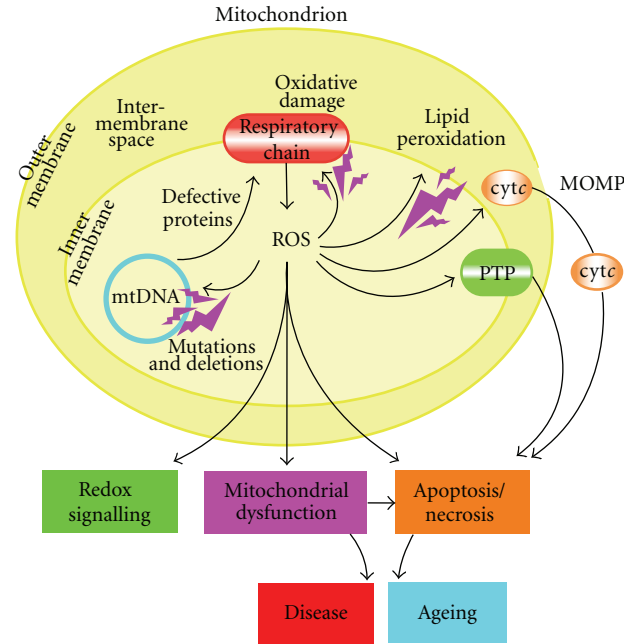 Mitochondrion
Oxidative
damage
Inter-
membrane
space
Lipid
peroxidation
Outer
membrane
Respiratory
chain
cytc
MOMP
Defective
proteins
Inner
membrane
ROS
cytc
PTP
mtDNA
Mutations
and deletions
Redox
signalling
Mitochondrial
dysfunction
Apoptosis/
necrosis
Disease
Ageing